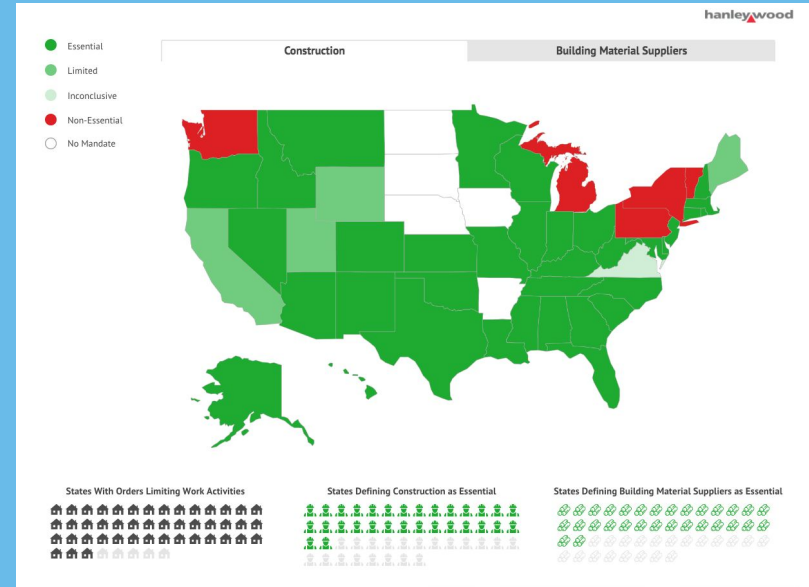 hanleywood
Essential
Limited
Inconclusive
Non-Essential
No Mandate
Construction
Building Material Suppliers
States With Orders Limiting Work Activities
States Defining Construction as Essential
States Defining Building Material Suppliers as Essential